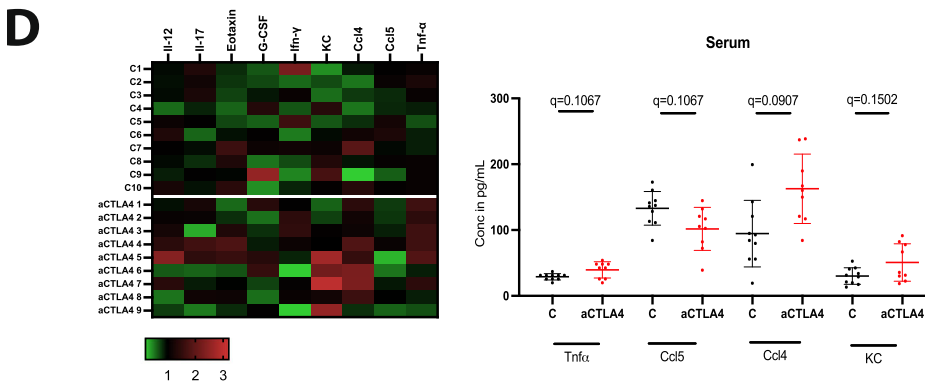 D
Il-12 Il-17 Eotaxin G-CSF Ifn-γ KC Ccl4 Ccl5 Tnf-α
C1
C2
C3
C4
C5
C6
C7
C8
C9
C10
aCTLA4 1
aCTLA4 2
aCTLA4 3
aCTLA4 4
aCTLA4 5
aCTLA4 6
aCTLA4 7
aCTLA4 8
aCTLA4 9
1 2 3
Serum
q=0.1067 q=0.1067 q=0.0907 q=0.1502
Conc in pg/mL
300
200
100
0
C aCTLA4 C aCTLA4 C aCTLA4 C aCTLA4
Tnfα Ccl5 Ccl4 KC